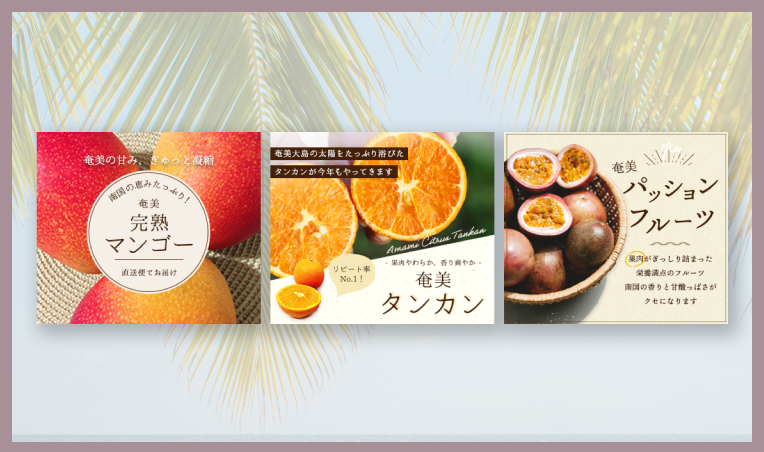 奄美の甘み、ぎゅっと凝縮
南国の恵みたっぷり!
奄美
完熟
マンゴー
直送便でお届け
奄美大島の太陽をたっぷり浴びた
タンカンが今年もやってきます
Amami Citrus Tankan
- 果肉やわらか、香り爽やか -
リピート率
No.1!
奄美
タンカン
奄美
パッション
フルーツ
果肉がぎっしり詰まった
栄養満点のフルーツ
南国の香りと甘酸っぱさが
クセになります